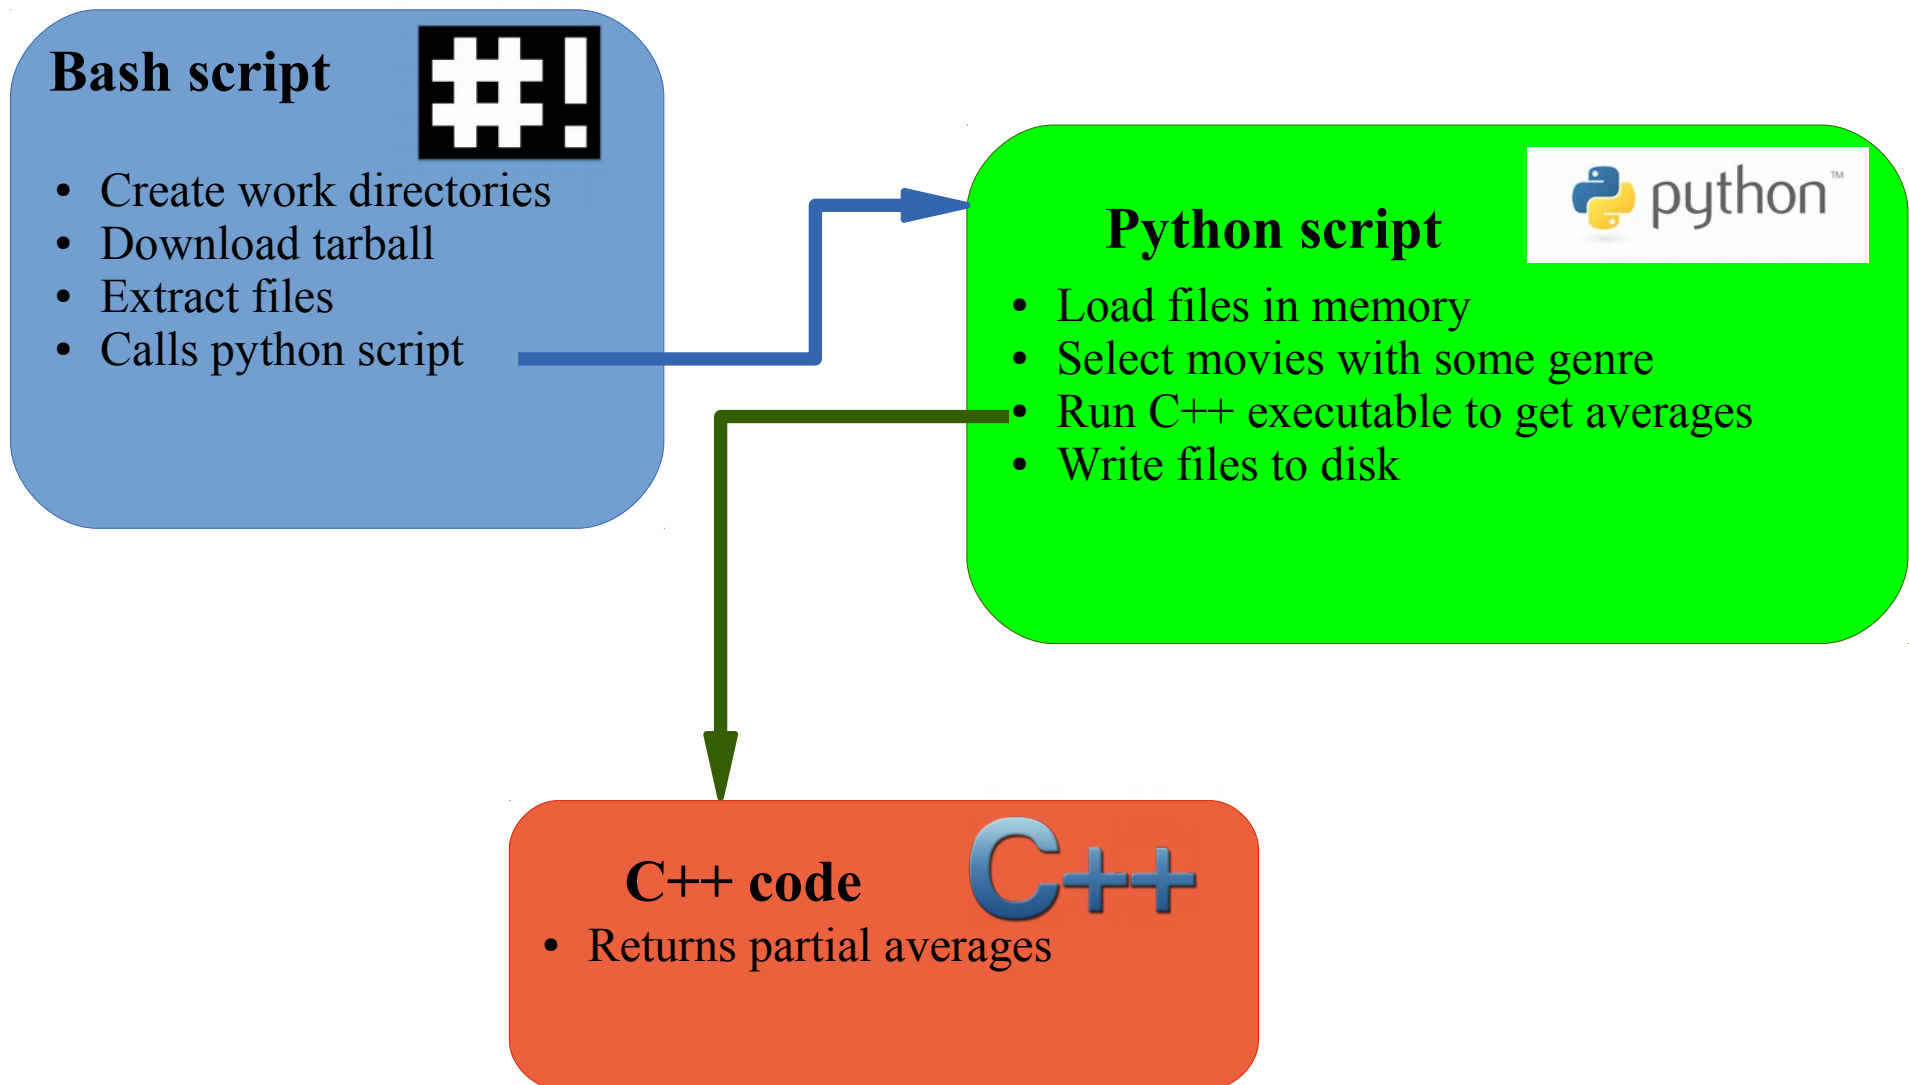 Bash script
#!
• Create work directories
• Download tarball
• Extract files
• Calls python script
python™
Python script
• Load files in memory
• Select movies with some genre
• Run C++ executable to get averages
• Write files to disk
C++ code
C++
• Returns partial averages